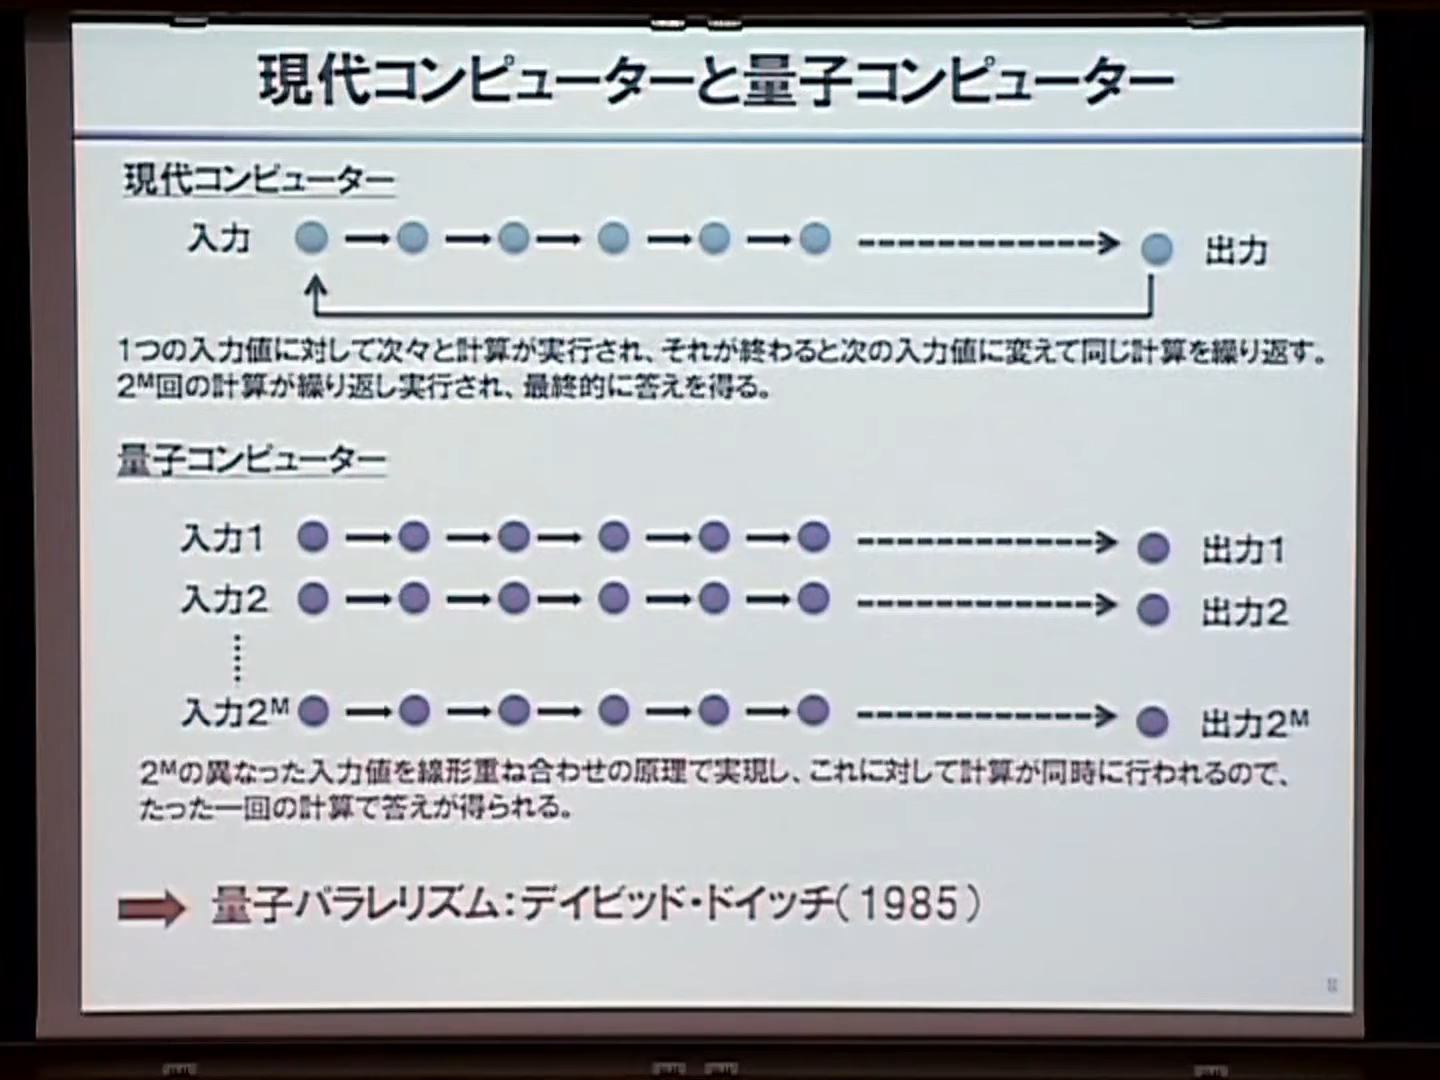 現代コンピューターと量子コンピューター
現代コンピューター
入力
出力
1つの入力値に対して次々と計算が実行され、それが終わると次の入力値に変えて同じ計算を繰り返す。
2ᴹ回の計算が繰り返し実行され、最終的に答えを得る。
量子コンピューター
入力1
出力1
入力2
出力2
入力2ᴹ
出力2ᴹ
2ᴹの異なった入力値を線形重ね合わせの原理で実現し、これに対して計算が同時に行われるので、
たった一回の計算で答えが得られる。
量子パラレリズム:デイビッド・ドイッチ(1985)
8